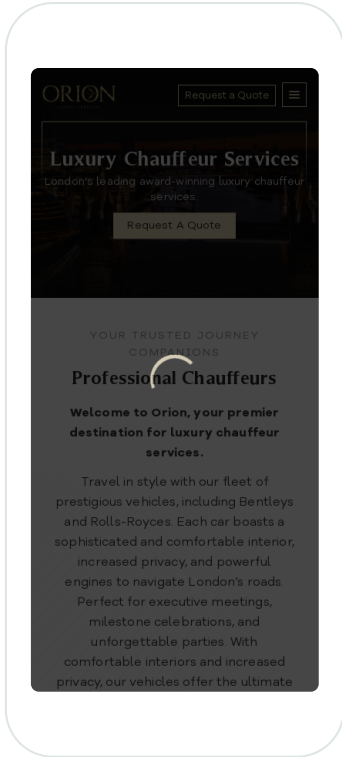 ORION
Request a Quote
Luxury Chauffeur Services
London's leading award-winning luxury chauffeur
services.
Request A Quote
YOUR TRUSTED JOURNEY
COMPANIONS
Professional Chauffeurs
Welcome to Orion, your premier
destination for luxury chauffeur
services.
Travel in style with our fleet of
prestigious vehicles, including Bentleys
and Rolls-Royces. Each car boasts a
sophisticated and comfortable interior,
increased privacy, and powerful
engines to navigate London's roads.
Perfect for executive meetings,
milestone celebrations, and
unforgettable parties. With
comfortable interiors and increased
privacy, our vehicles offer the ultimate